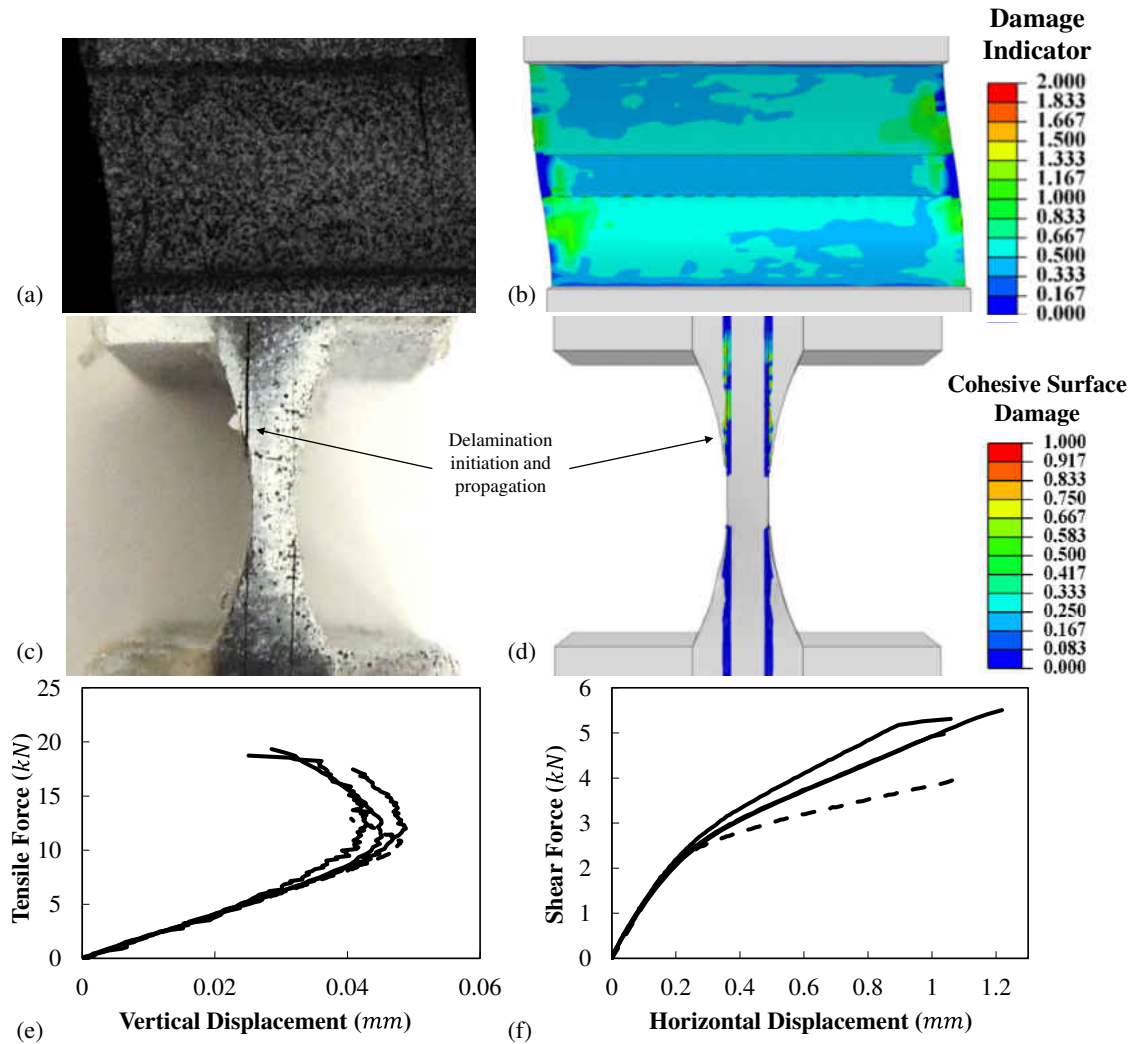 Damage
Indicator
2.000
1.833
1.667
1.500
1.333
1.167
1.000
0.833
0.667
0.500
0.333
0.167
0.000
(a)
(b)
Delamination
initiation and
propagation
Cohesive Surface
Damage
1.000
0.917
0.833
0.750
0.667
0.583
0.500
0.417
0.333
0.250
0.167
0.083
0.000
(c)
(d)
Tensile Force (kN)
25
20
15
10
5
0
0
0.02
0.04
0.06
Vertical Displacement (mm)
(e)
Shear Force (kN)
6
5
4
3
2
1
0
0
0.2
0.4
0.6
0.8
1
1.2
Horizontal Displacement (mm)
(f)